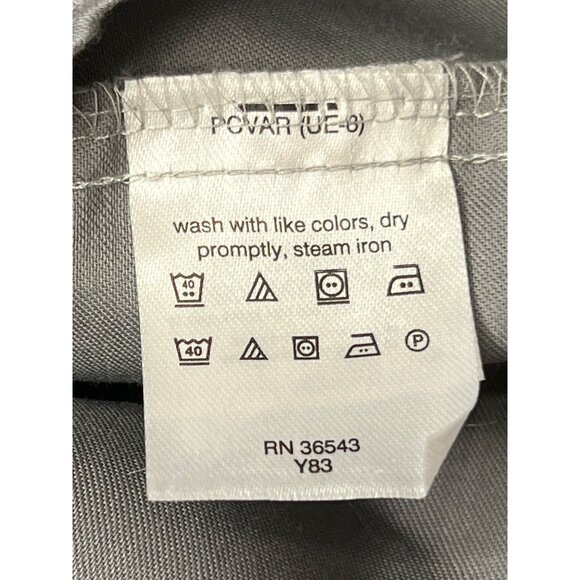 PCVAR (UE-6)
wash with like colors, dry
promptly, steam iron
40
40 P
RN 36543
Y83